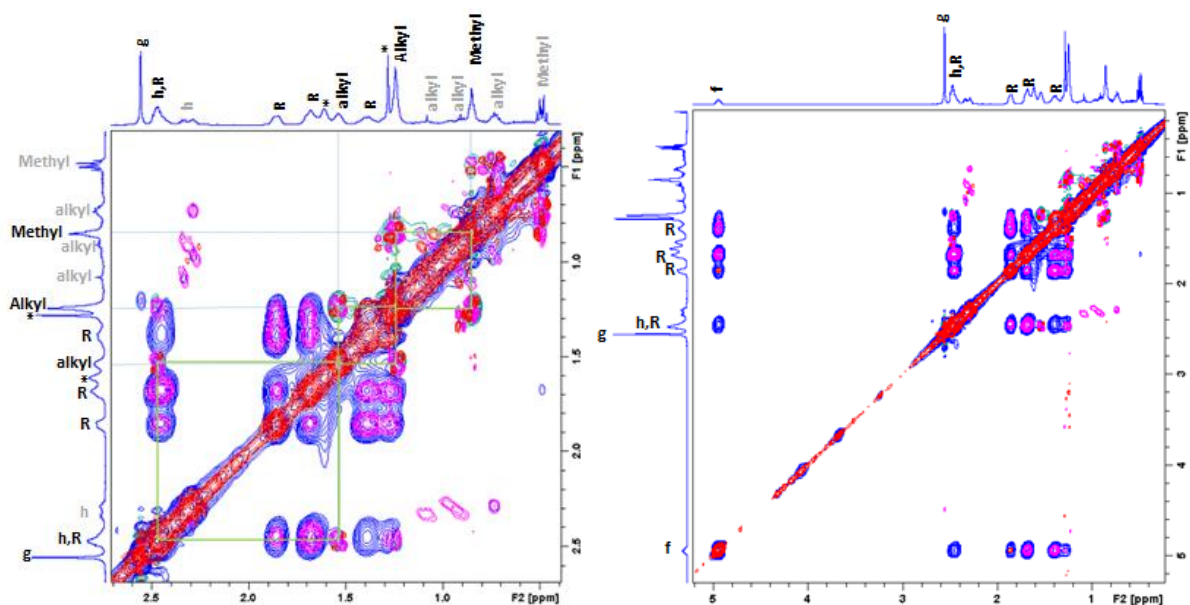 g
h,R
h
R
R
*
alkyl
R
*
Alkyl
alkyl
alkyl
Methyl
alkyl
Methyl
Methyl
alkyl
Methyl
alkyl
alkyl
Alkyl
*
R
alkyl
*
R
R
h
h,R
g
F1 [ppm]
1.0
1.5
2.0
2.5
2.5
2.0
1.5
1.0
F2 [ppm]
f
g
h,R
R
R
R
R
R
R
h,R
g
f
F1 [ppm]
1
2
3
4
5
5
4
3
2
1
F2 [ppm]